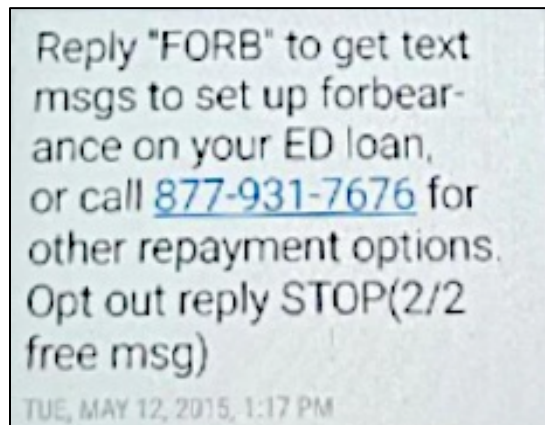 Reply "FORB" to get text
msgs to set up forbear-
ance on your ED loan,
or call 877-931-7676 for
other repayment options.
Opt out reply STOP(2/2
free msg)
TUE, MAY 12, 2015, 1:17 PM